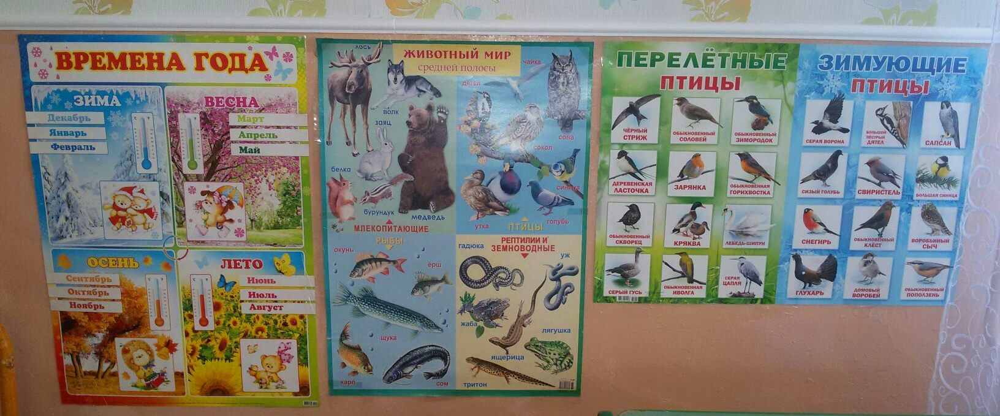 ВРЕМЕНА ГОДА
ЗИМА
Декабрь
Январь
Февраль
ВЕСНА
Март
Апрель
Май
ОСЕНЬ
Сентябрь
Октябрь
Ноябрь
ЛЕТО
Июнь
Июль
Август
ЖИВОТНЫЙ МИР
средней полосы
лось
волк
заяц
белка
бурундук
медведь
МЛЕКОПИТАЮЩИЕ
чайка
дятел
сова
сокол
синица
утка
голубь
ПТИЦЫ
РЫБЫ
окунь
ёрш
щука
карп
сом
РЕПТИЛИИ И
ЗЕМНОВОДНЫЕ
гадюка
уж
жаба
лягушка
ящерица
тритон
ПЕРЕЛЁТНЫЕ
ПТИЦЫ
ЧЁРНЫЙ
СТРИЖ
ОБЫКНОВЕННЫЙ
СОЛОВЕЙ
ОБЫКНОВЕННЫЙ
ЗИМОРОДОК
ДЕРЕВЕНСКАЯ
ЛАСТОЧКА
ЗАРЯНКА
ОБЫКНОВЕННАЯ
ГОРИХВОСТКА
ОБЫКНОВЕННЫЙ
СКВОРЕЦ
КРЯКВА
ЛЕБЕДЬ-ШИПУН
СЕРЫЙ ГУСЬ
ОБЫКНОВЕННАЯ
ИВОЛГА
СЕРАЯ
ЦАПЛЯ
ЗИМУЮЩИЕ
ПТИЦЫ
СЕРАЯ ВОРОНА
БОЛЬШОЙ
ПЕСТРЫЙ
ДЯТЕЛ
САПСАН
СИЗЫЙ ГОЛУБЬ
СВИРИСТЕЛЬ
БОЛЬШАЯ СИНИЦА
СНЕГИРЬ
ОБЫКНОВЕННЫЙ
КЛЁСТ
ВОРОБЬИНЫЙ
СЫЧ
ГЛУХАРЬ
ДОМОВЫЙ
ВОРОБЕЙ
ОБЫКНОВЕННЫЙ
ПОПОЛЗЕНЬ